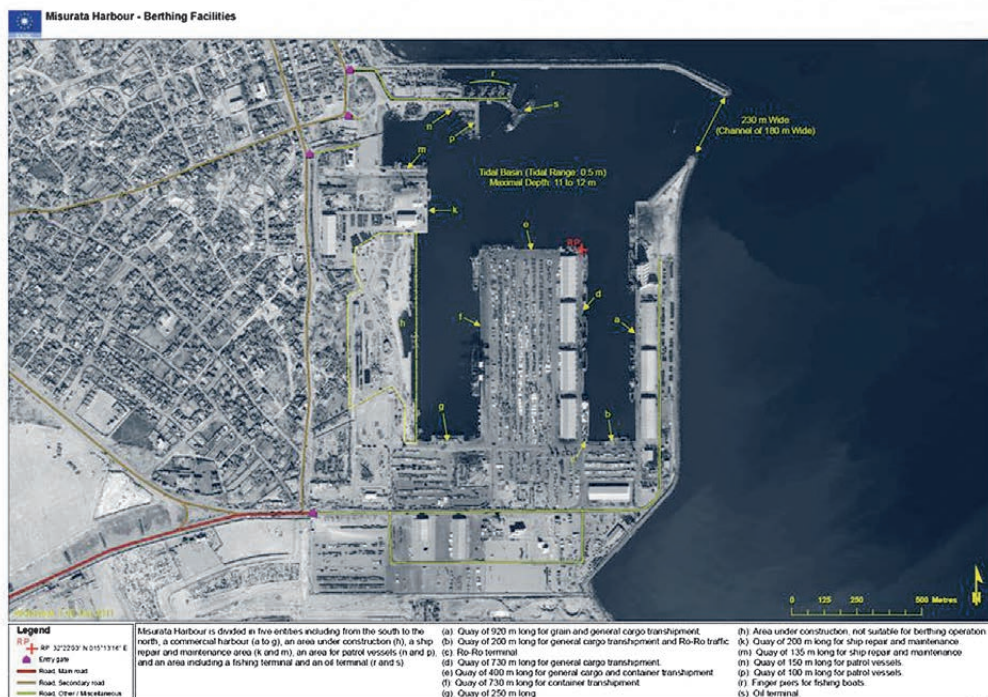 Misurata Harbour - Berthing Facilities
r
s
n
p
230 m Wide
(Channel of 180 m Wide)
m
Tidal Basin (Tidal Range: 0.5 m)
Maximal Depth: 11 to 12 m
k
e
RP
d
f
a
h
g
b
0 125 250 500 Metres
N
Legend
RP
RP 32°22'03" N 015°13'14" E
Entry gate
Road, Main road
Road, Secondary road
Road, Other / Miscellaneous
Misurata Harbour is divided in five entities including from the south to the
north, a commercial harbour (a to g), an area under construction (h), a ship
repair and maintenance area (k and m), an area for patrol vessels (n and p),
and an area including a fishing terminal and an oil terminal (r and s).
(a) Quay of 920 m long for grain and general cargo transhipment.
(b) Quay of 200 m long for general cargo transhipment and Ro-Ro traffic
(c) Ro-Ro terminal
(d) Quay of 730 m long for general cargo transhipment.
(e) Quay of 400 m long for general cargo and container transhipment
(f) Quay of 730 m long for container transhipment
(g) Quay of 250 m long
(h) Area under construction, not suitable for berthing operation
(k) Quay of 200 m long for ship repair and maintenance
(m) Quay of 135 m long for ship repair and maintenance
(n) Quay of 150 m long for patrol vessels.
(p) Quay of 100 m long for patrol vessels.
(r) Finger piers for fishing boats.
(s) Oil terminal